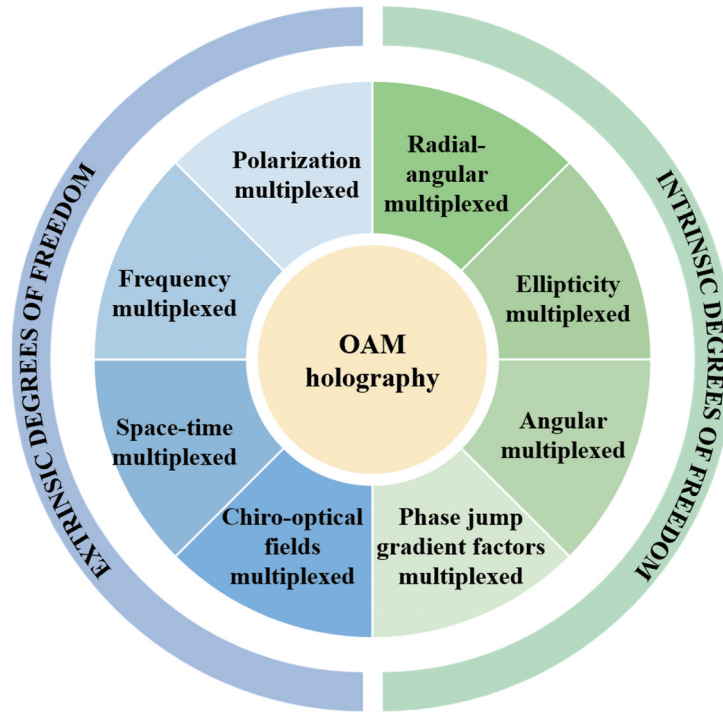 EXTRINSIC DEGREES OF FREEDOM
INTRINSIC DEGREES OF FREEDOM
Polarization
multiplexed
Radial-
angular
multiplexed
Frequency
multiplexed
Ellipticity
multiplexed
OAM
holography
Space-time
multiplexed
Angular
multiplexed
Chiro-optical
fields
multiplexed
Phase jump
gradient factors
multiplexed